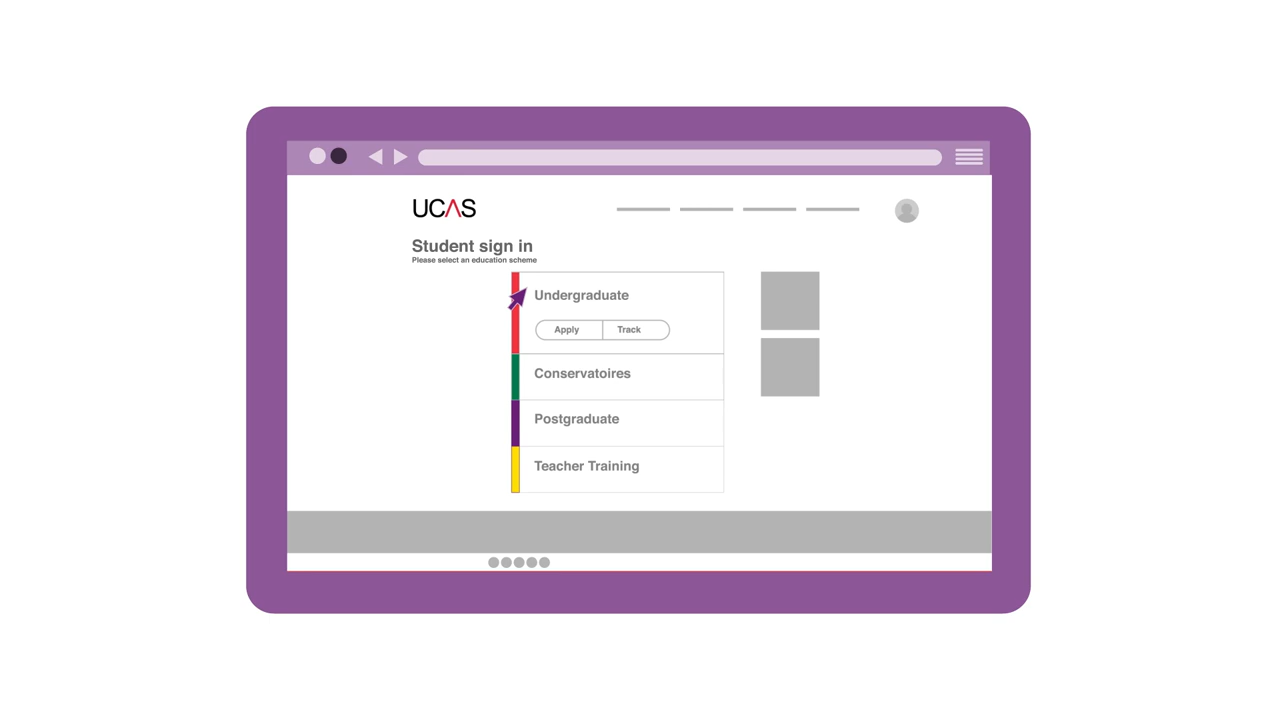 UCAS
Student sign in
Please select an education scheme
Undergraduate
Apply Track
Conservatoires
Postgraduate
Teacher Training